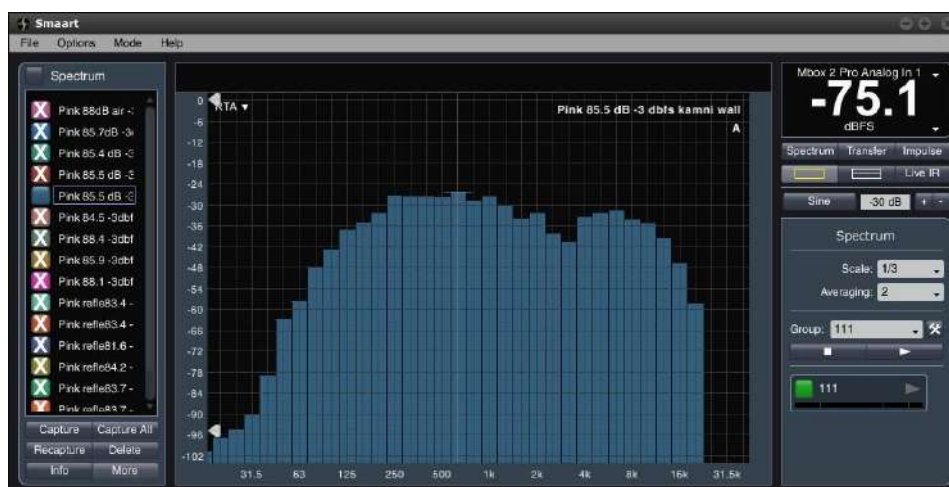 Smaart
File Options Mode Help
Spectrum
Pink 88dB air -:
Pink 85.7dB -3
Pink 85.4 dB -3
Pink 85.5 dB -3
Pink 85.5 dB -3
Pink 84.5 -3dbf
Pink 88.4 -3dbf
Pink 85.9 -3dbf
Pink 88.1 -3dbf
Pink refle83.4 -
Pink refle83.4 -
Pink refle81.6 -
Pink refle84.2 -
Pink refle83.7 -
Pink refle83.7 -
Capture Capture All
Recapture Delete
Info More
RTA
Pink 85.5 dB -3 dbfs kamni wall
A
0
-6
-12
-18
-24
-30
-36
-42
-48
-54
-60
-66
-72
-78
-84
-90
-96
-102
31.5 63 125 250 500 1k 2k 4k 8k 16k 31.5k
Mbox 2 Pro Analog In 1
-75.1
dBFS
Spectrum Transfer Impulse
Live IR
Sine -30 dB + -
Spectrum
Scale: 1/3
Averaging: 2
Group: 111
111